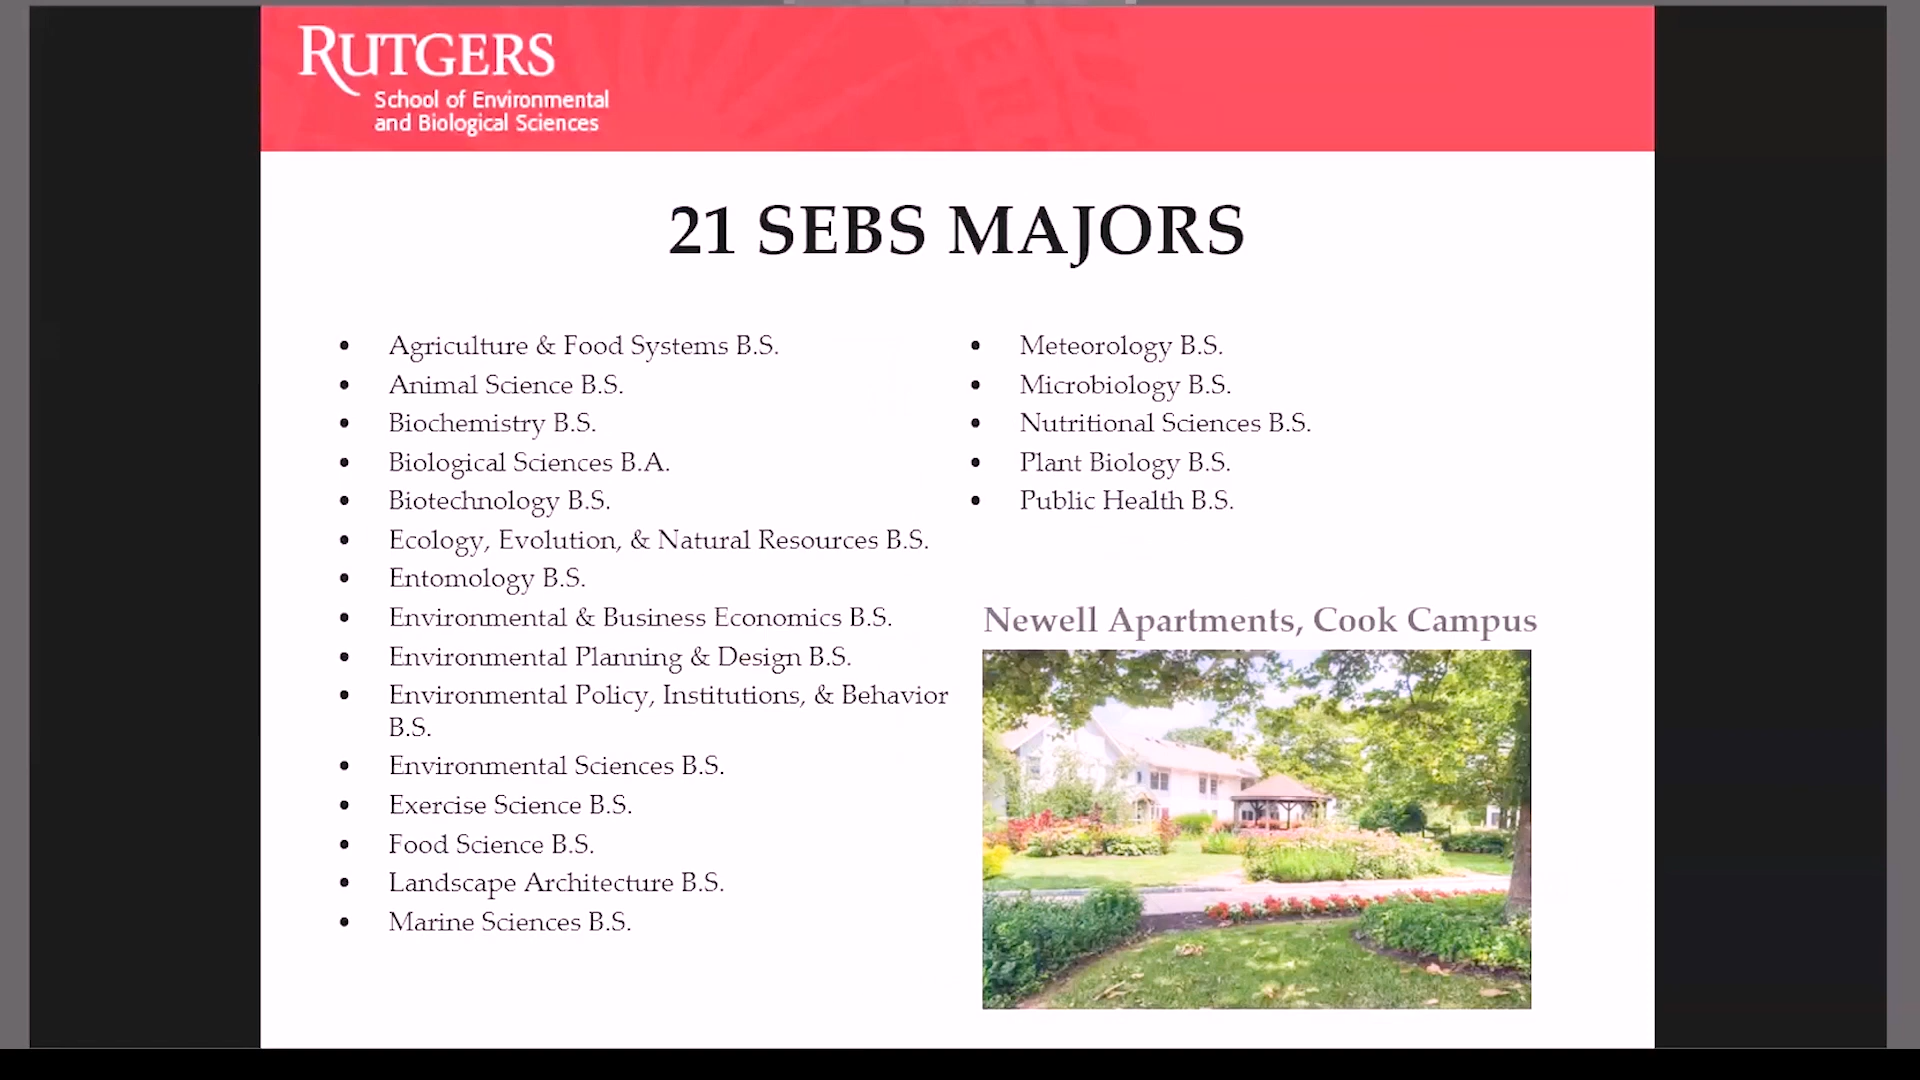 RUTGERS
School of Environmental
and Biological Sciences
21 SEBS MAJORS
• Agriculture & Food Systems B.S.
• Animal Science B.S.
• Biochemistry B.S.
• Biological Sciences B.A.
• Biotechnology B.S.
• Ecology, Evolution, & Natural Resources B.S.
• Entomology B.S.
• Environmental & Business Economics B.S.
• Environmental Planning & Design B.S.
• Environmental Policy, Institutions, & Behavior
B.S.
• Environmental Sciences B.S.
• Exercise Science B.S.
• Food Science B.S.
• Landscape Architecture B.S.
• Marine Sciences B.S.
• Meteorology B.S.
• Microbiology B.S.
• Nutritional Sciences B.S.
• Plant Biology B.S.
• Public Health B.S.
Newell Apartments, Cook Campus